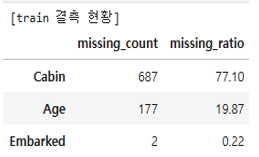 [train 결측 현황]
missing_count missing_ratio
Cabin 687 77.10
Age 177 19.87
Embarked 2 0.22